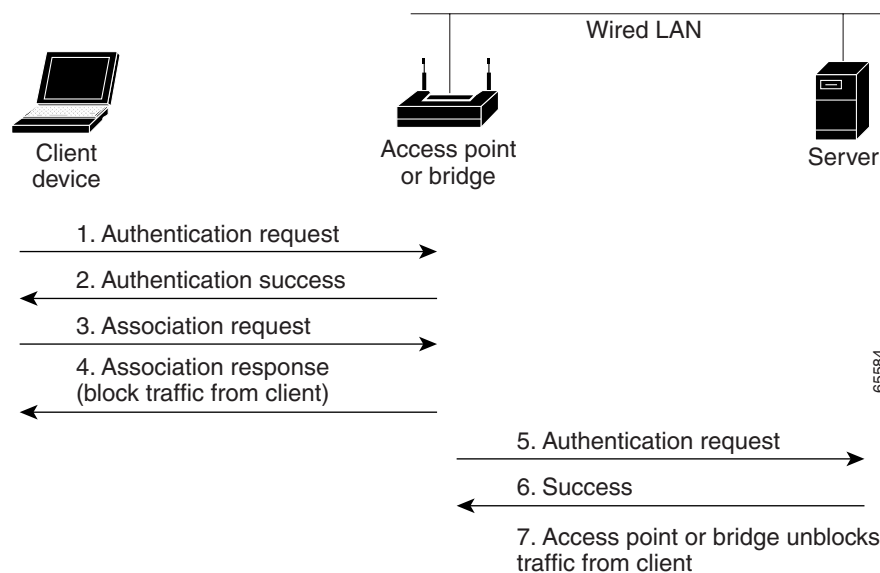 Wired LAN
Client
device
Access point
or bridge
Server
1. Authentication request
2. Authentication success
3. Association request
4. Association response
(block traffic from client)
65584
5. Authentication request
6. Success
7. Access point or bridge unblocks
traffic from client